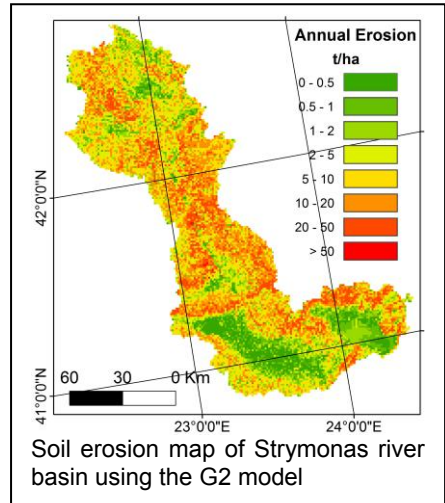 Annual Erosion
t/ha
0 - 0.5
0.5 - 1
1 - 2
2 - 5
5 - 10
10 - 20
20 - 50
> 50
42°0'0"N
41°0'0"N
60 30 0 Km
23°0'0"E 24°0'0"E
Soil erosion map of Strymonas river
basin using the G2 model